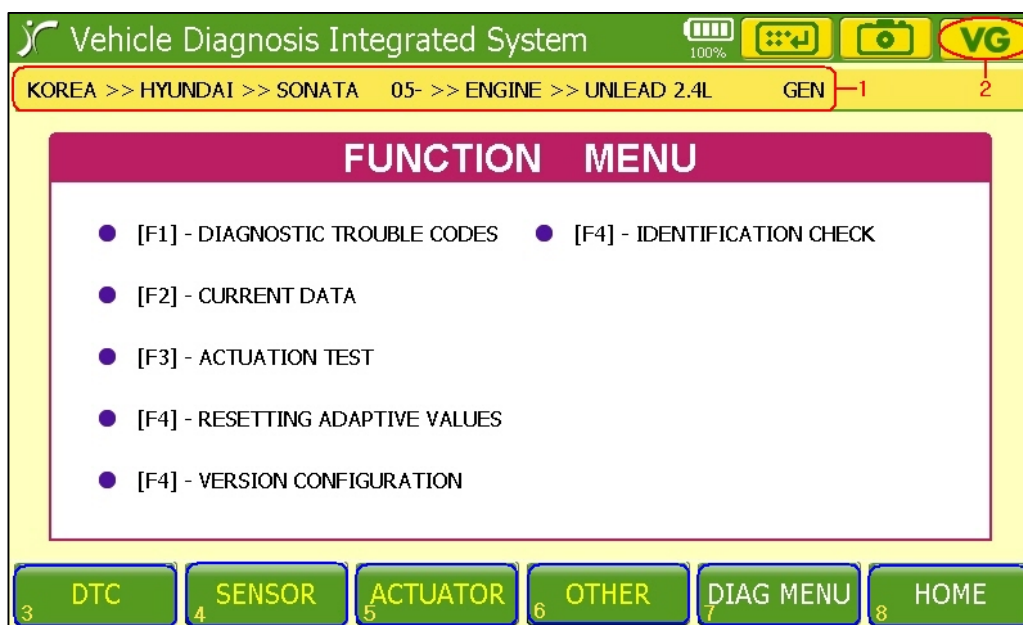 Vehicle Diagnosis Integrated System 100% VG
KOREA >> HYUNDAI >> SONATA 05- >> ENGINE >> UNLEAD 2.4L GEN 1 2
FUNCTION MENU
[F1] - DIAGNOSTIC TROUBLE CODES [F4] - IDENTIFICATION CHECK
[F2] - CURRENT DATA
[F3] - ACTUATION TEST
[F4] - RESETTING ADAPTIVE VALUES
[F4] - VERSION CONFIGURATION
3 DTC 4 SENSOR 5 ACTUATOR 6 OTHER 7 DIAG MENU 8 HOME